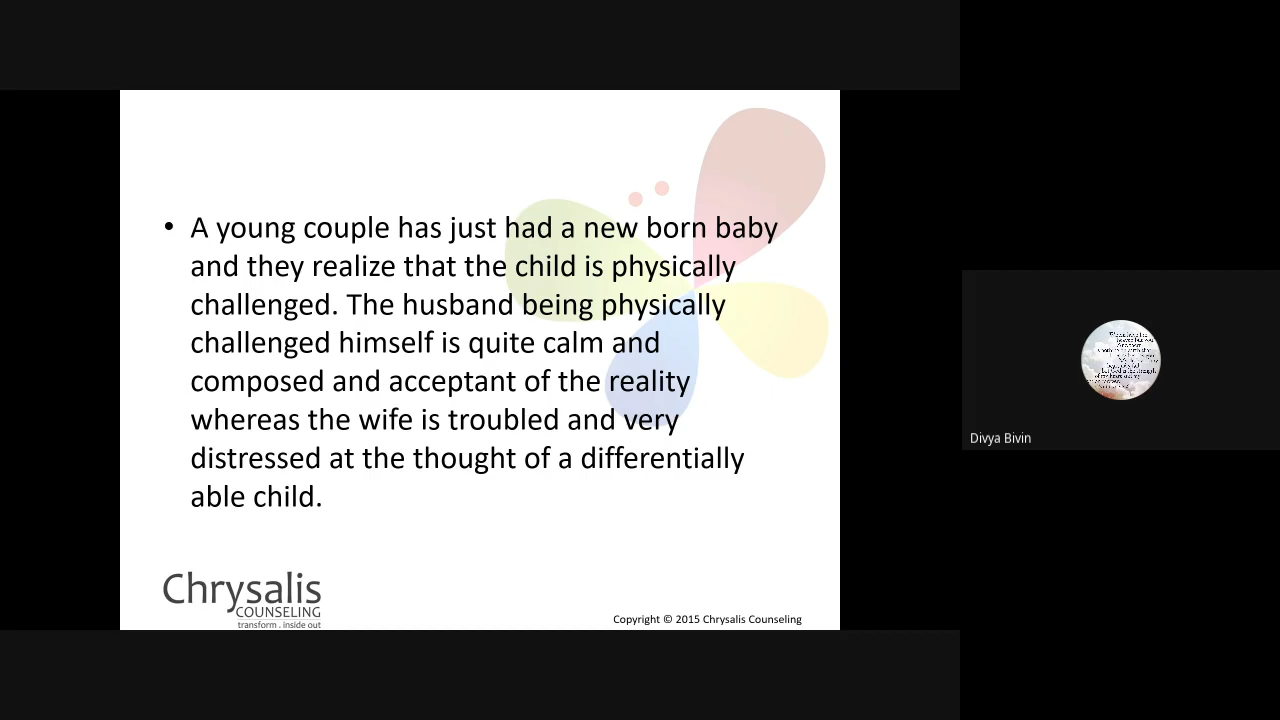 • A young couple has just had a new born baby
and they realize that the child is physically
challenged. The husband being physically
challenged himself is quite calm and
composed and acceptant of the reality
whereas the wife is troubled and very
distressed at the thought of a differentially
able child.
Chrysalis
COUNSELING
transform . inside out
Copyright © 2015 Chrysalis Counseling
Divya Bivin